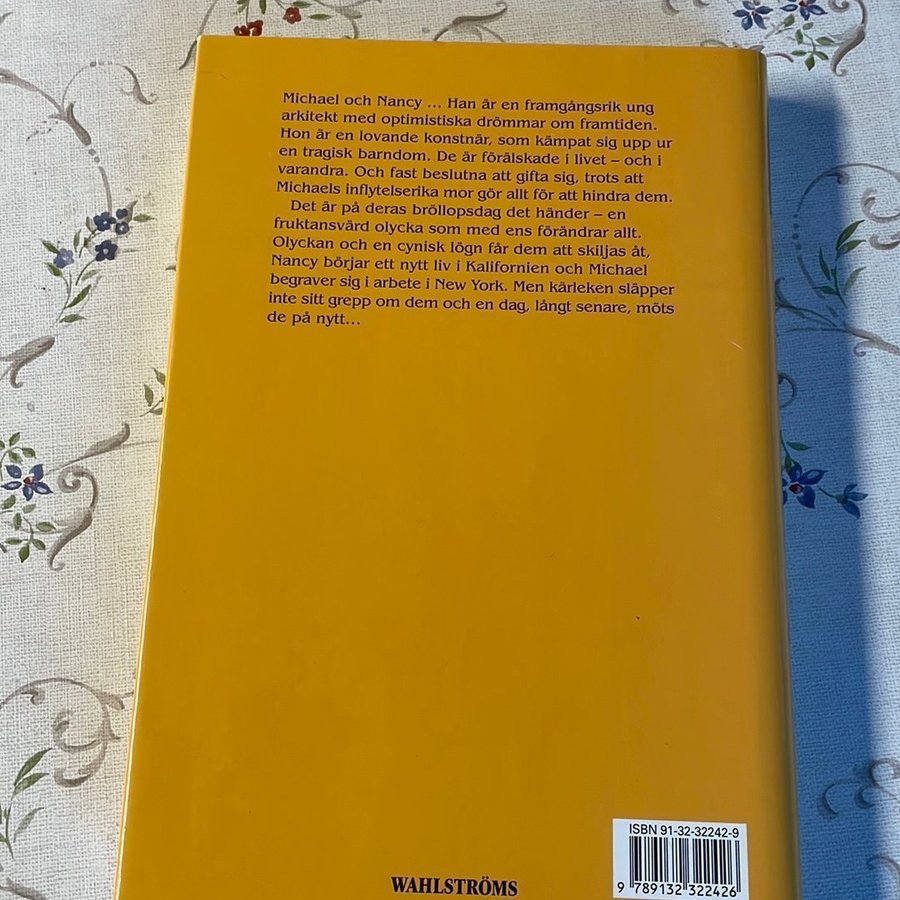 Michael och Nancy ... Han är en framgångsrik ung
arkitekt med optimistiska drömmar om framtiden.
Hon är en lovande konstnär, som kämpat sig upp ur
en tragisk barndom. De är förälskade i livet – och i
varandra. Och fast beslutna att gifta sig, trots att
Michaels inflytelserika mor gör allt för att hindra dem.
Det är på deras bröllopsdag det händer – en
fruktansvärd olycka som med ens förändrar allt.
Olyckan och en cynisk lögn får dem att skiljas åt,
Nancy börjar ett nytt liv i Kalifornien och Michael
begraver sig i arbete i New York. Men kärleken släpper
inte sitt grepp om dem och en dag, långt senare, möts
de på nytt...
ISBN 91-32-32242-9
9 789132 322426
WAHLSTRÖMS